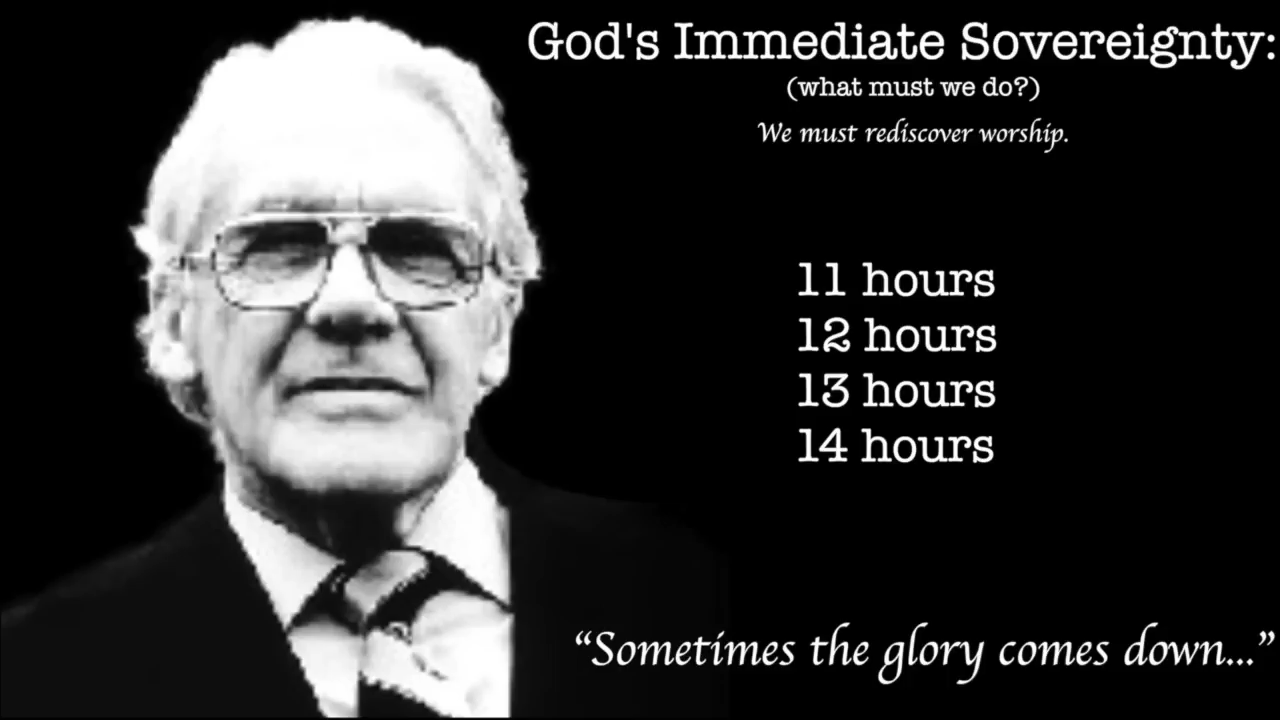 God's Immediate Sovereignty:
(what must we do?)
We must rediscover worship.
11 hours
12 hours
13 hours
14 hours
“Sometimes the glory comes down...”